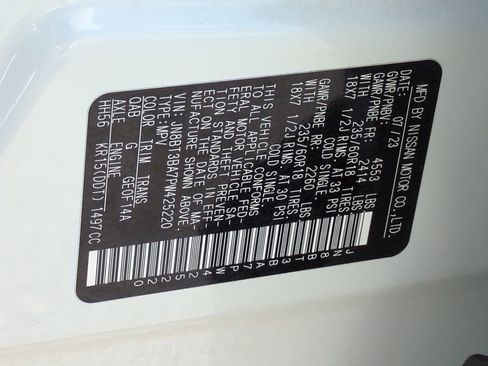 MFD BY NISSAN MOTOR CO.,LTD.
07/23
GVWR/PNBV: 4553 LBS
GAWR/PNBE FR: 2414 LBS
WITH 235/60R18 TIRES
18X7 1/2J RIMS, AT 33 PSI
COLD SINGLE
GAWR/PNBE RR: LBS
WITH 235/60R18 TIRES
18X7 1/2J RIMS, AT 30 PSI
COLD SINGLE
THIS VEHICLE CONFORMS
TO ALL APPLICABLE FED-
ERAL MOTOR VEHICLE SA-
FETY AND THEFT PREVEN-
TION STANDARDS IN EFF-
ECT ON THE DATE OF MA-
NUFACTURE SHOWN ABOVE.
JN8BT3BA7PW425220
TYPE:MPV
COLOR TRIM TRANS
QAB G GE0F14A
AXLE ENGINE
HH56 KR15(DDT) 1497CC
JN8BT3BA7PW425220